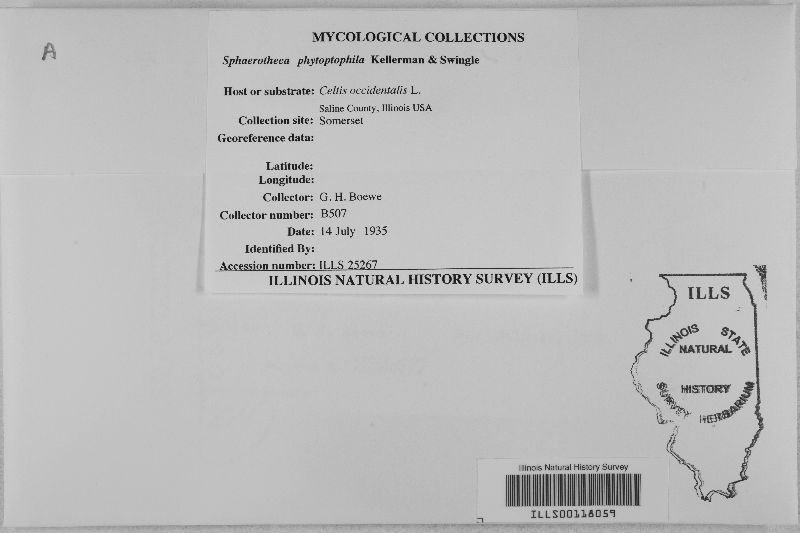 A
MYCOLOGICAL COLLECTIONS
Sphaerotheca phytoptophila Kellerman & Swingle
Host or substrate: Celtis occidentalis L.
Saline County, Illinois USA
Collection site: Somerset
Georeference data:
Latitude:
Longitude:
Collector: G. H. Boewe
Collector number: B507
Date: 14 July 1935
Identified By:
Accession number: ILLS 25267
ILLINOIS NATURAL HISTORY SURVEY (ILLS)
ILLS
ILLINOIS STATE
NATURAL
HISTORY
SURVEY HERBARIUM
Illinois Natural History Survey
ILLS00118059